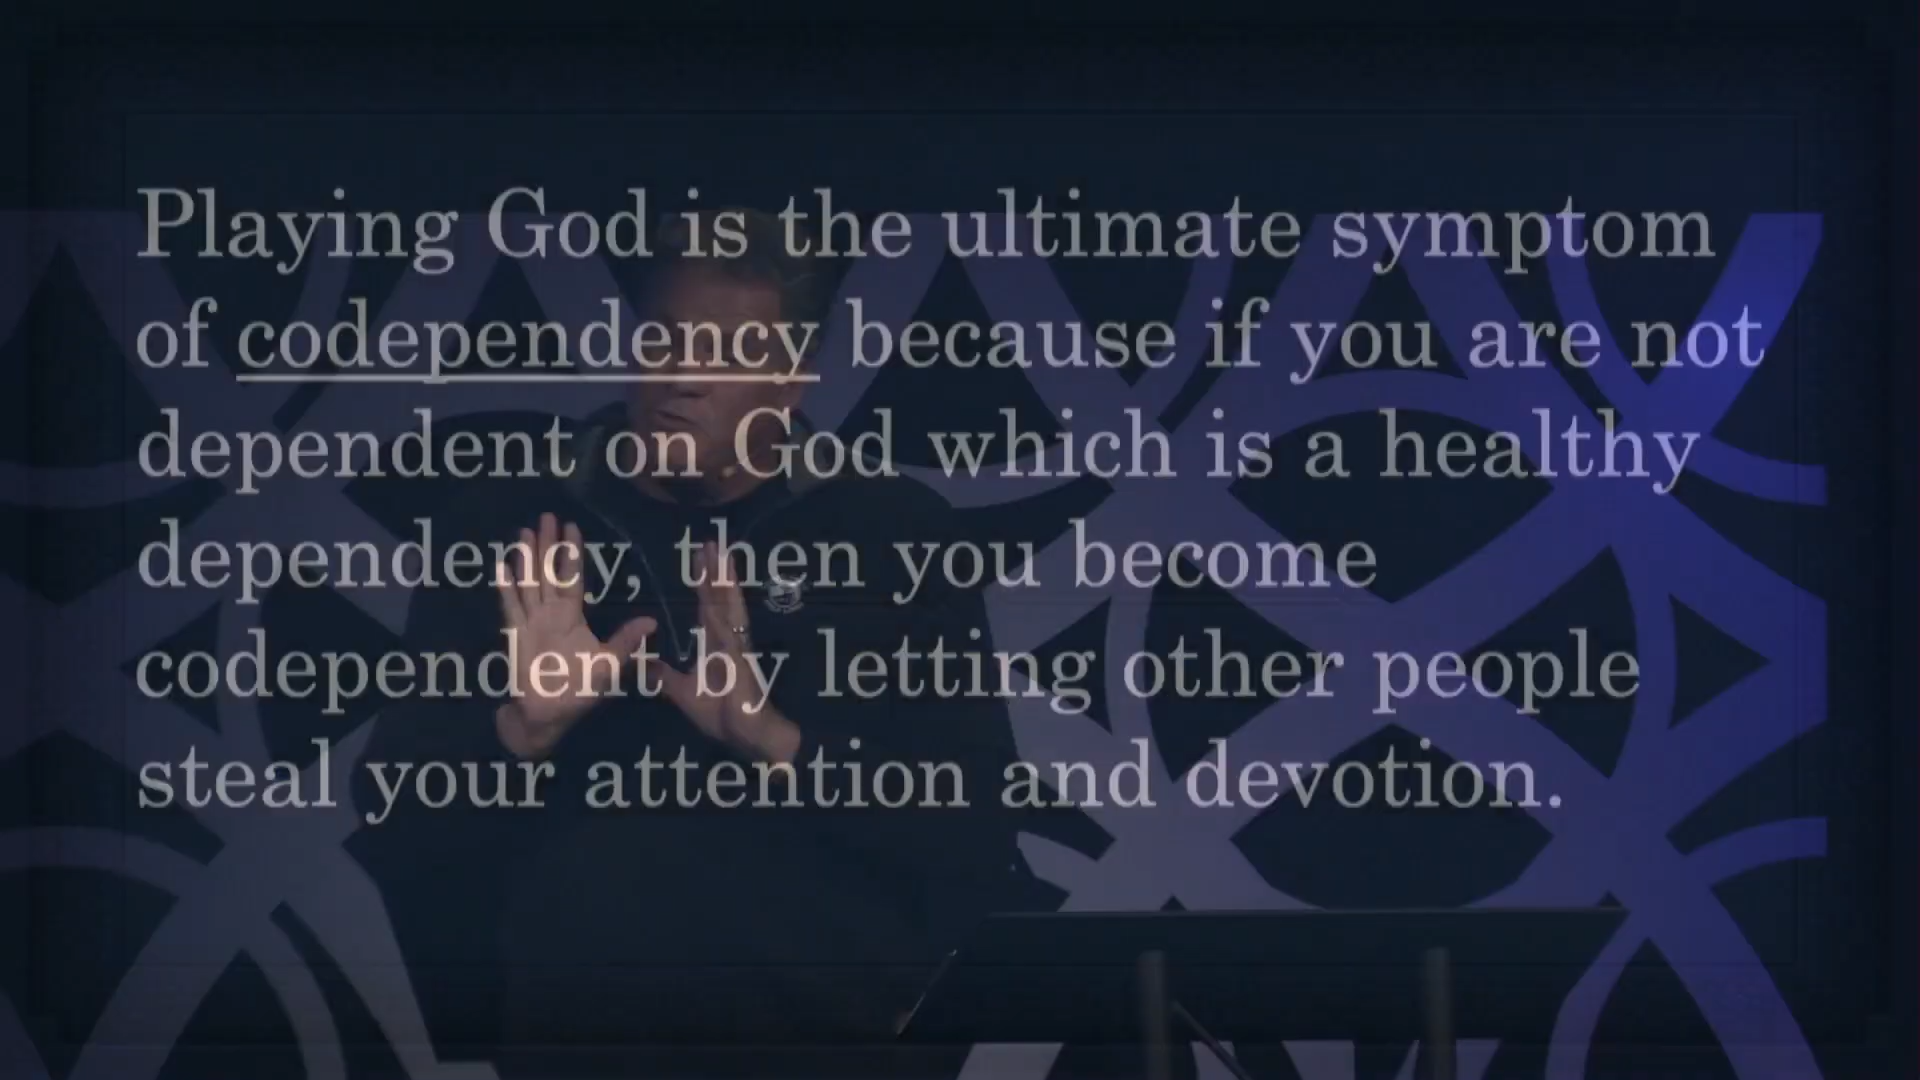 Playing God is the ultimate symptom
of codependency because if you are not
dependent on God which is a healthy
dependency, then you become
codependent by letting other people
steal your attention and devotion.